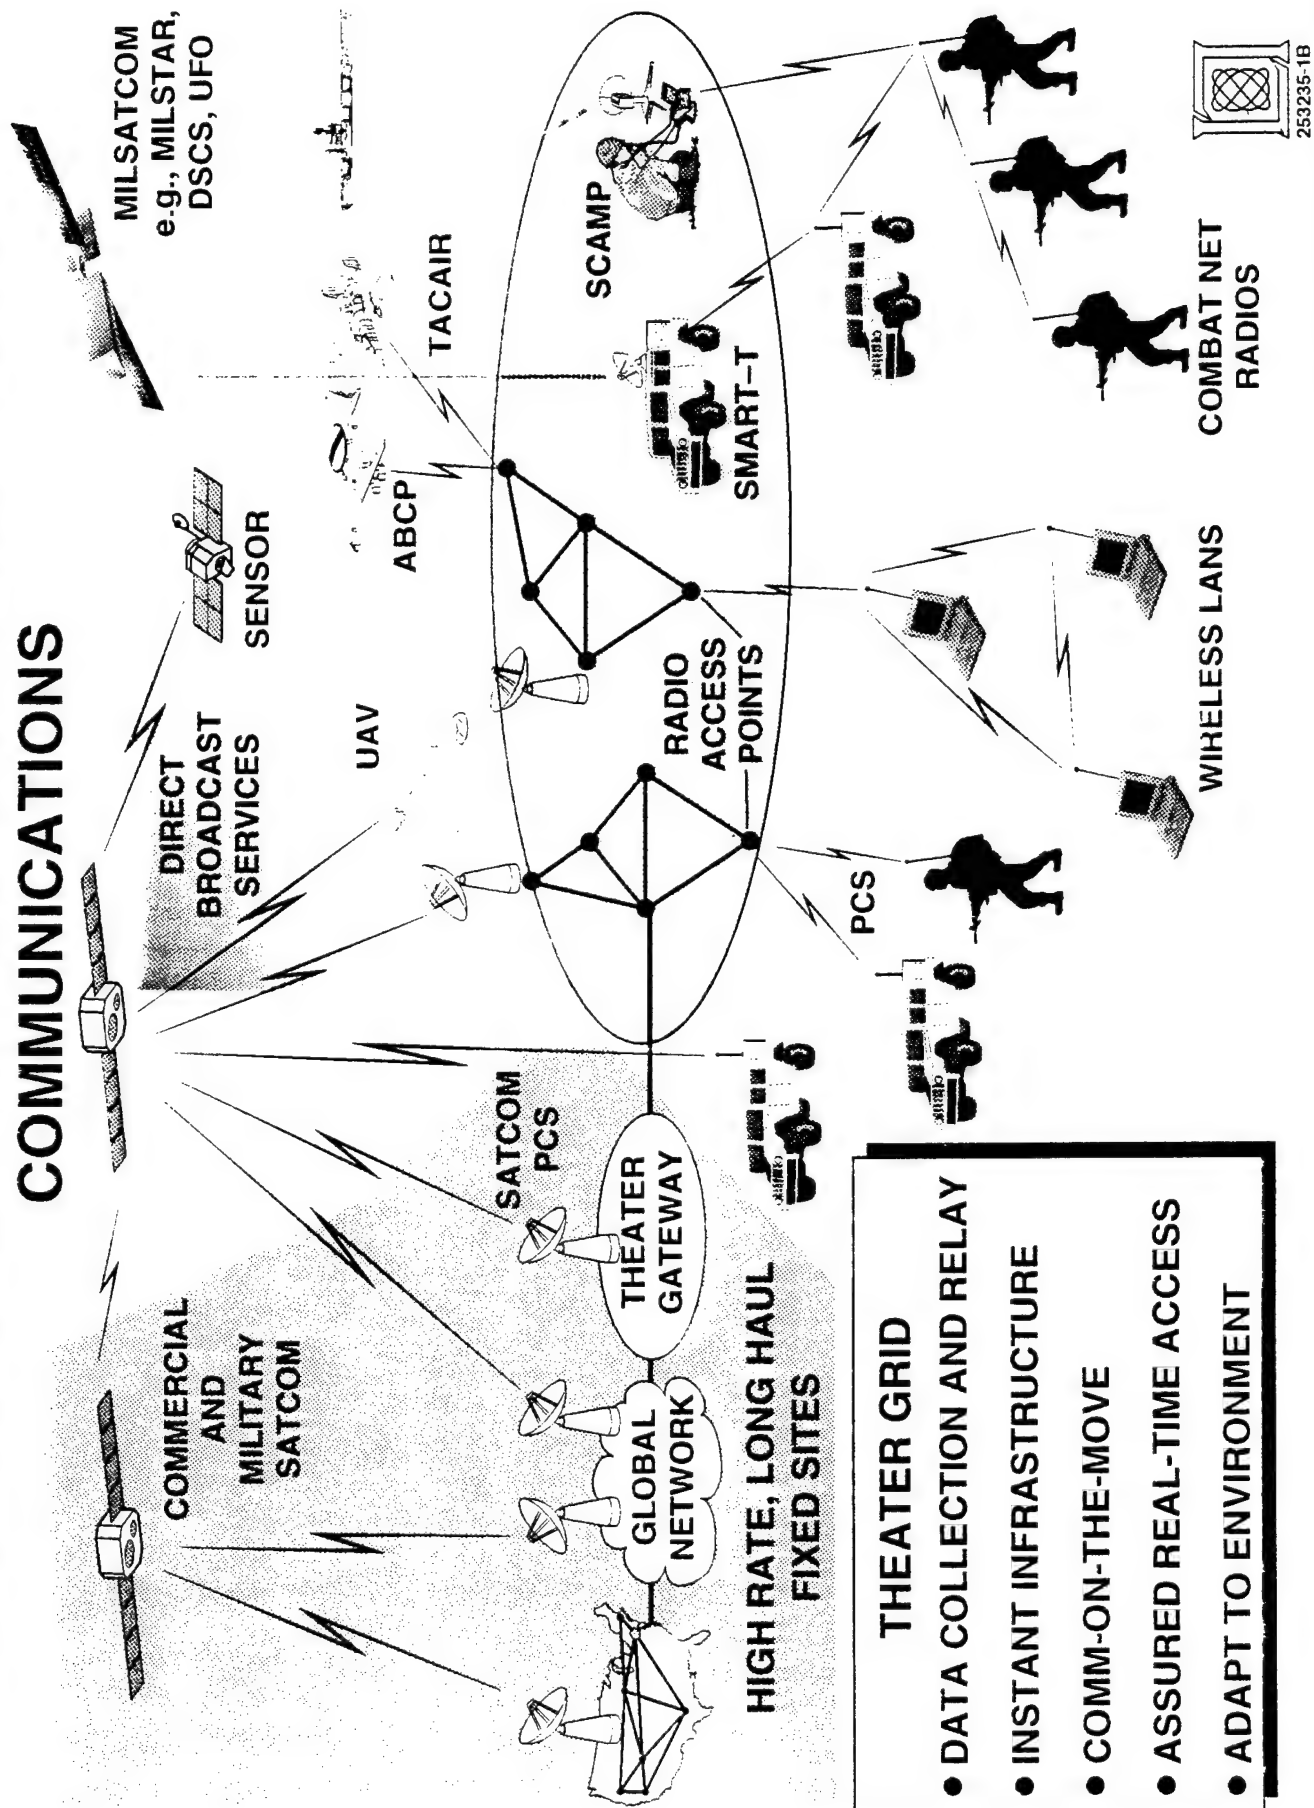 COMMUNICATIONS
MILSATCOM
e.g., MILSTAR,
DSCS, UFO
SENSOR
DIRECT
BROADCAST
SERVICES
COMMERCIAL
AND
MILITARY
SATCOM
UAV
ABCP
TACAIR
SATCOM
PCS
SCAMP
SMART-T
RADIO
ACCESS
POINTS
THEATER
GATEWAY
GLOBAL
NETWORK
HIGH RATE, LONG HAUL
FIXED SITES
PCS
WIRELESS LANS
COMBAT NET
RADIOS
THEATER GRID
● DATA COLLECTION AND RELAY
● INSTANT INFRASTRUCTURE
● COMM-ON-THE-MOVE
● ASSURED REAL-TIME ACCESS
● ADAPT TO ENVIRONMENT
253235-1B